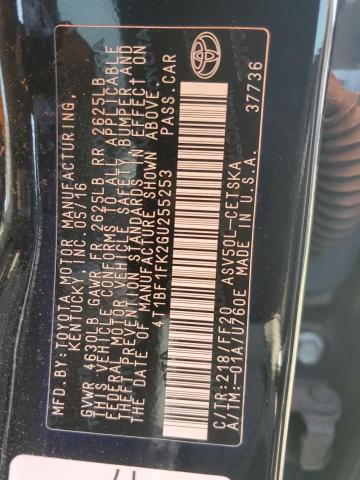 MFD. BY: TOYOTA MOTOR MANUFACTURING,
KENTUCKY, INC. 05/16
GVWR 4630LB GAWR FR 2625LB RR 2625LB
THIS VEHICLE CONFORMS TO ALL APPLICABLE
FEDERAL MOTOR VEHICLE SAFETY, BUMPER, AND
THEFT PREVENTION STANDARDS IN EFFECT ON
THE DATE OF MANUFACTURE SHOWN ABOVE.
4T1BF1FK2GU255253 PASS.CAR
C/TR:218/FF20 ASV50L-CETSKA
A/TM:-01A/U760E MADE IN U.S.A. 37736
TOYOTA